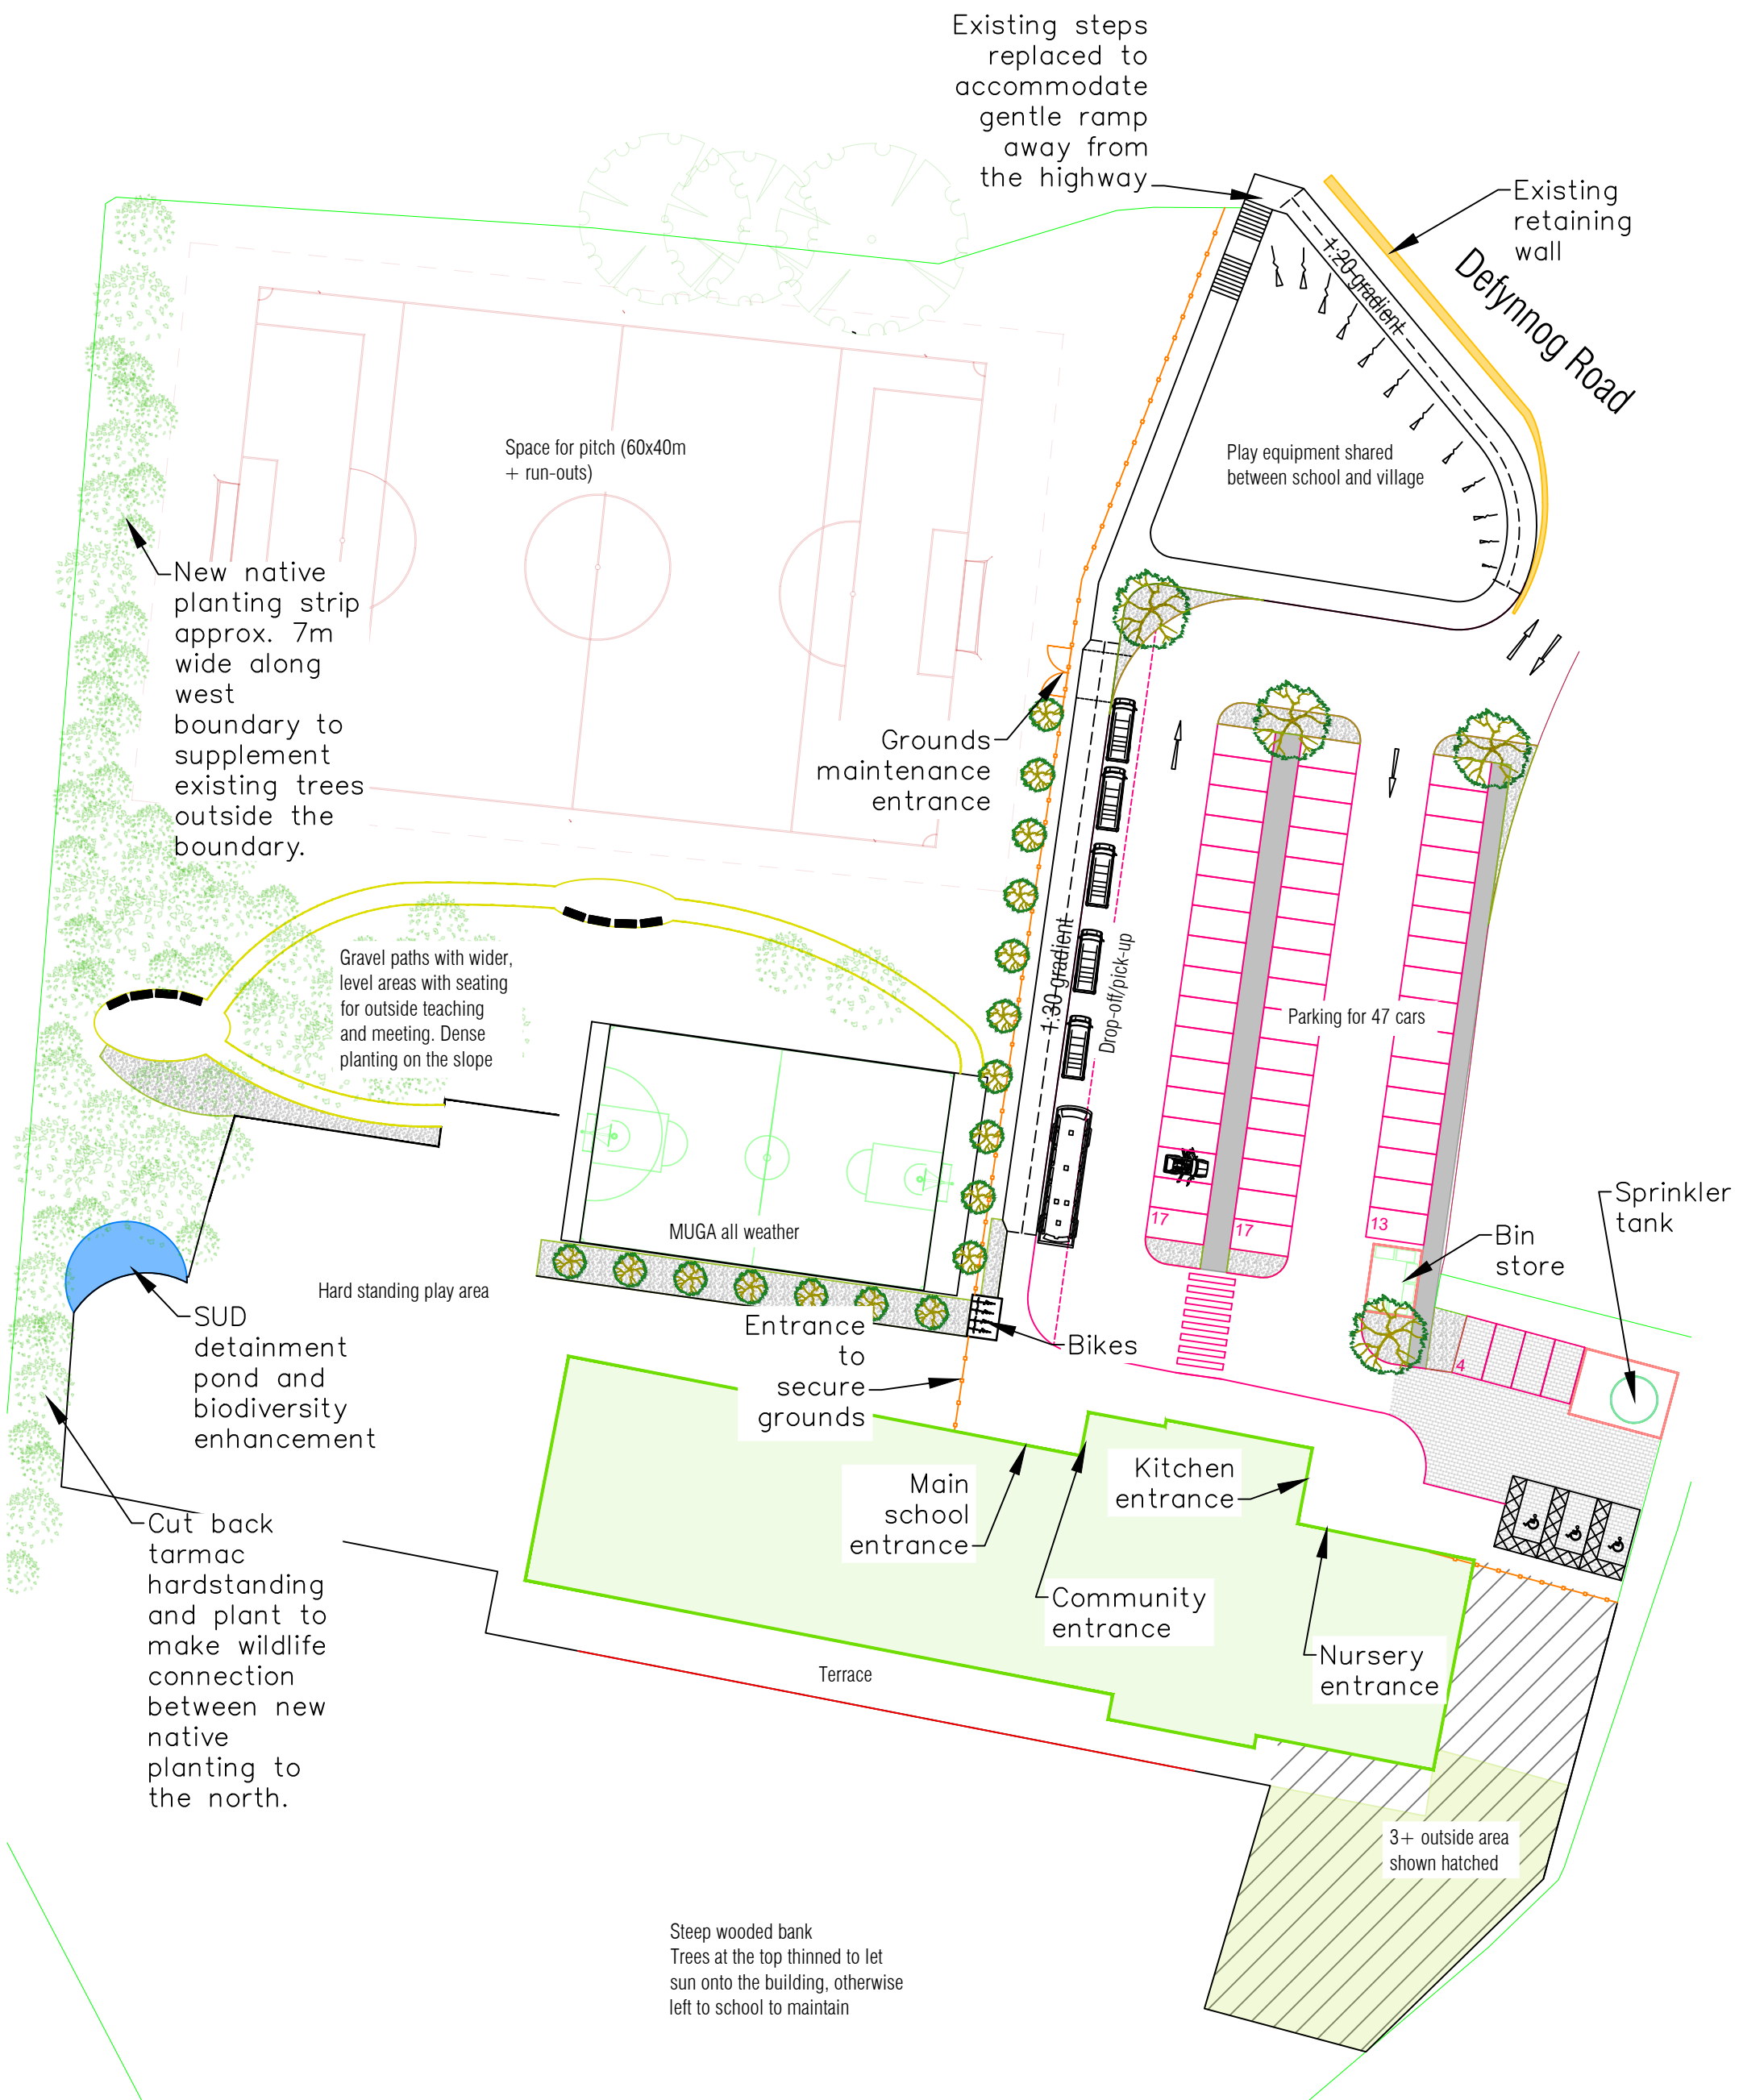 Existing steps
replaced to
accommodate
gentle ramp
away from
the highway
Existing
retaining
wall
Defynnog Road
1:20 gradient
Play equipment shared
between school and village
Space for pitch (60x40m
+ run-outs)
New native
planting strip
approx. 7m
wide along
west
boundary to
supplement
existing trees
outside the
boundary.
Grounds
maintenance
entrance
1:30 gradient
Drop-off/pick-up
Parking for 47 cars
Gravel paths with wider,
level areas with seating
for outside teaching
and meeting. Dense
planting on the slope
MUGA all weather
17
17
13
4
Sprinkler
tank
Bin
store
Hard standing play area
SUD
detainment
pond and
biodiversity
enhancement
Entrance
to
secure
grounds
Bikes
Main
school
entrance
Community
entrance
Kitchen
entrance
Nursery
entrance
Cut back
tarmac
hardstanding
and plant to
make wildlife
connection
between new
native
planting to
the north.
Terrace
3+ outside area
shown hatched
Steep wooded bank
Trees at the top thinned to let
sun onto the building, otherwise
left to school to maintain